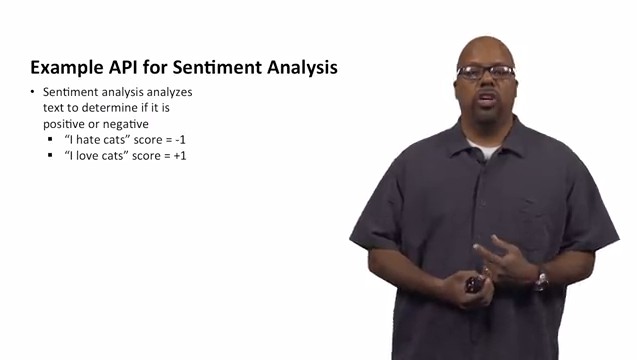 Example API for Sentiment Analysis
• Sentiment analysis analyzes
text to determine if it is
positive or negative
▪ “I hate cats” score = -1
▪ “I love cats” score = +1